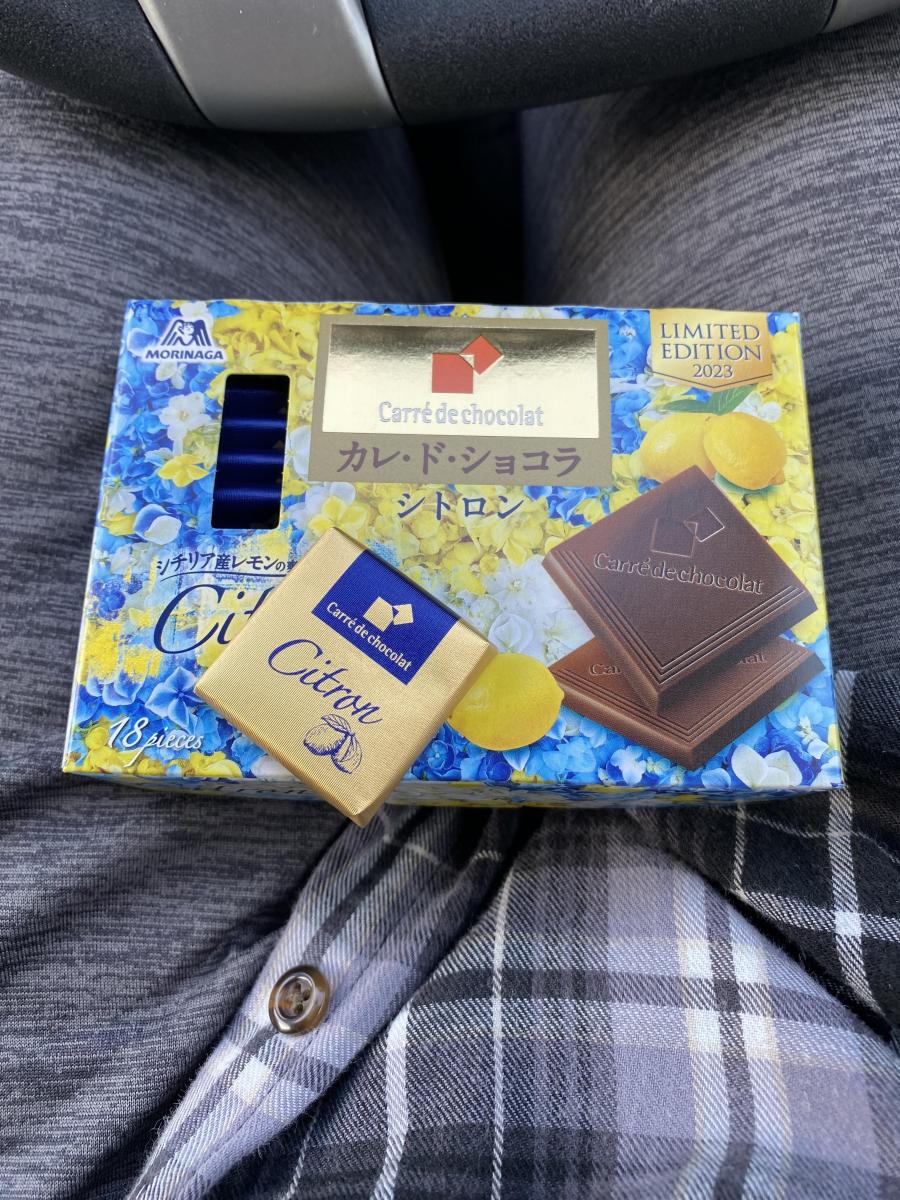 MORINAGA
Carré de chocolat
カレ・ド・ショコラ
シトロン
LIMITED
EDITION
2023
シチリア産レモンの
Carré de chocolat
Carré de chocolat
Citron
18 pieces